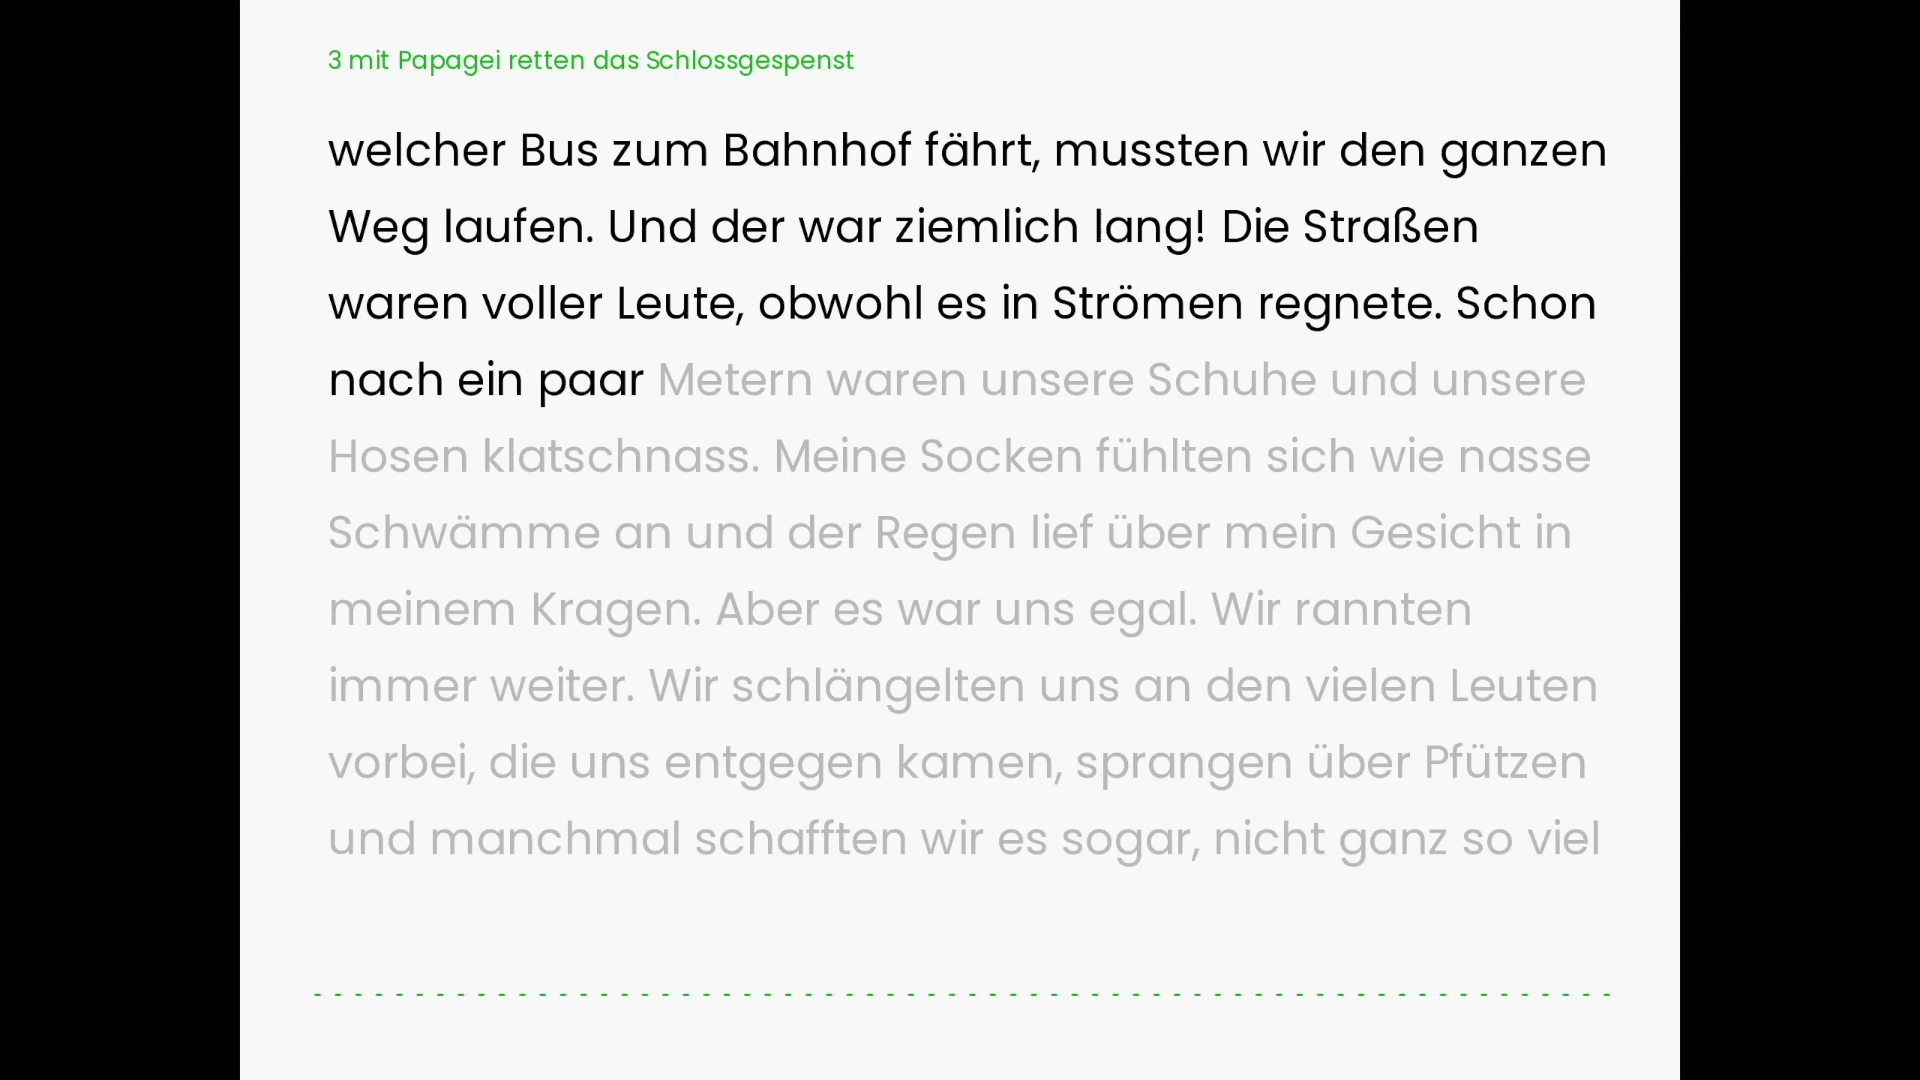 3 mit Papagei retten das Schlossgespenst
welcher Bus zum Bahnhof fährt, mussten wir den ganzen
Weg laufen. Und der war ziemlich lang! Die Straßen
waren voller Leute, obwohl es in Strömen regnete. Schon
nach ein paar Metern waren unsere Schuhe und unsere
Hosen klatschnass. Meine Socken fühlten sich wie nasse
Schwämme an und der Regen lief über mein Gesicht in
meinem Kragen. Aber es war uns egal. Wir rannten
immer weiter. Wir schlängelten uns an den vielen Leuten
vorbei, die uns entgegen kamen, sprangen über Pfützen
und manchmal schafften wir es sogar, nicht ganz so viel